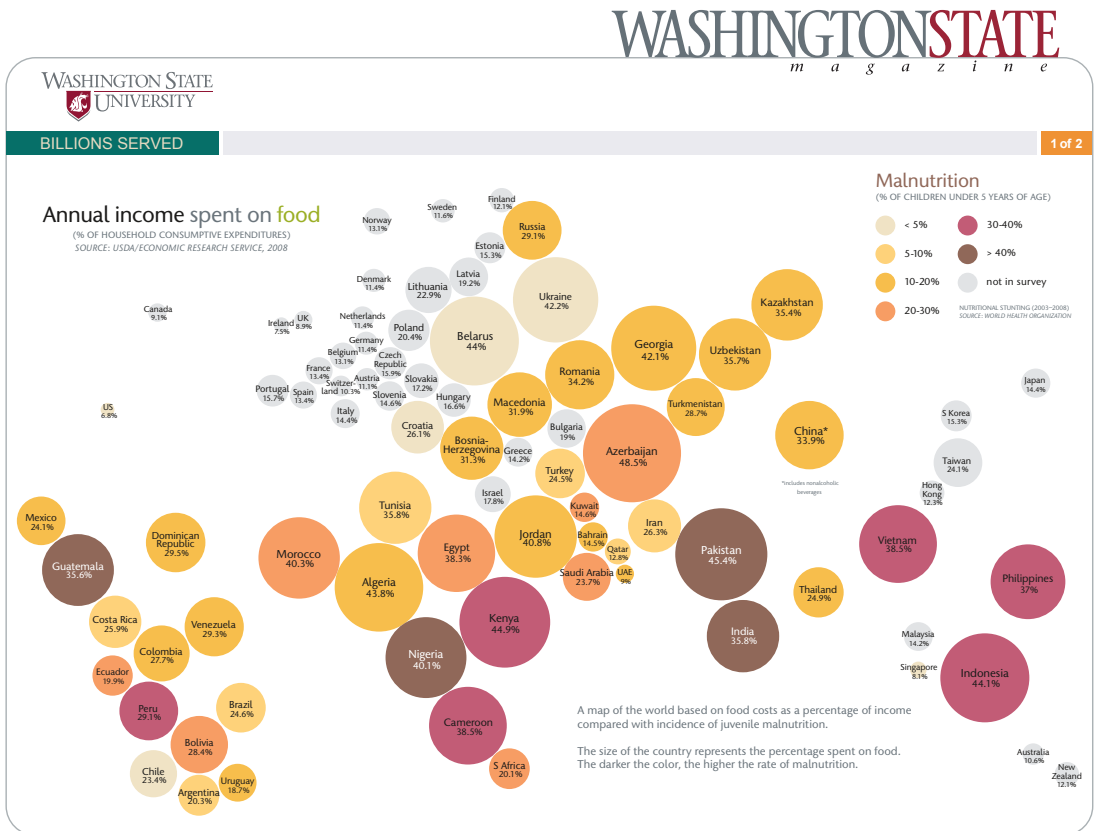 WASHINGTONSTATE
magazine
WASHINGTON STATE
UNIVERSITY
BILLIONS SERVED
1 of 2
Annual income spent on food
(% OF HOUSEHOLD CONSUMPTIVE EXPENDITURES)
SOURCE: USDA/ECONOMIC RESEARCH SERVICE, 2008
Malnutrition
(% OF CHILDREN UNDER 5 YEARS OF AGE)
< 5%
30-40%
5-10%
> 40%
10-20%
not in survey
20-30%
NUTRITIONAL STUNTING (2003–2008)
SOURCE: WORLD HEALTH ORGANIZATION
Finland
12.1%
Sweden
11.6%
Norway
13.1%
Russia
29.1%
Estonia
15.3%
Latvia
19.2%
Denmark
11.4%
Lithuania
22.9%
Ukraine
42.2%
Kazakhstan
35.4%
Canada
9.1%
Ireland
7.5%
UK
8.9%
Netherlands
11.4%
Poland
20.4%
Belarus
44%
Georgia
42.1%
Uzbekistan
35.7%
Germany
11.4%
Belgium
13.1%
Czech
Republic
15.9%
France
13.4%
Switzer-
land 10.3%
Austria
11.1%
Slovakia
17.2%
Romania
34.2%
Portugal
15.7%
Spain
13.4%
Slovenia
14.6%
Hungary
16.6%
Macedonia
31.9%
Turkmenistan
28.7%
Japan
14.4%
US
6.8%
Italy
14.4%
Croatia
26.1%
Bulgaria
19%
S Korea
15.3%
China*
33.9%
Bosnia-
Herzegovina
31.3%
Greece
14.2%
Azerbaijan
48.5%
Taiwan
24.1%
Turkey
24.5%
*includes nonalcoholic
beverages
Israel
17.8%
Hong
Kong
12.3%
Tunisia
35.8%
Kuwait
14.6%
Mexico
24.1%
Dominican
Republic
29.5%
Jordan
40.8%
Bahrain
14.5%
Iran
26.3%
Qatar
12.8%
Vietnam
38.5%
Guatemala
35.6%
Morocco
40.3%
Egypt
38.3%
Pakistan
45.4%
Saudi Arabia
23.7%
UAE
9%
Algeria
43.8%
Philippines
37%
Thailand
24.9%
Costa Rica
25.9%
Venezuela
29.3%
Kenya
44.9%
India
35.8%
Malaysia
14.2%
Colombia
27.7%
Nigeria
40.1%
Ecuador
19.9%
Singapore
8.1%
Indonesia
44.1%
Peru
29.1%
Brazil
24.6%
Cameroon
38.5%
A map of the world based on food costs as a percentage of income
compared with incidence of juvenile malnutrition.
Bolivia
28.4%
The size of the country represents the percentage spent on food.
The darker the color, the higher the rate of malnutrition.
S Africa
20.1%
Australia
10.6%
Chile
23.4%
Uruguay
18.7%
Argentina
20.3%
New
Zealand
12.1%